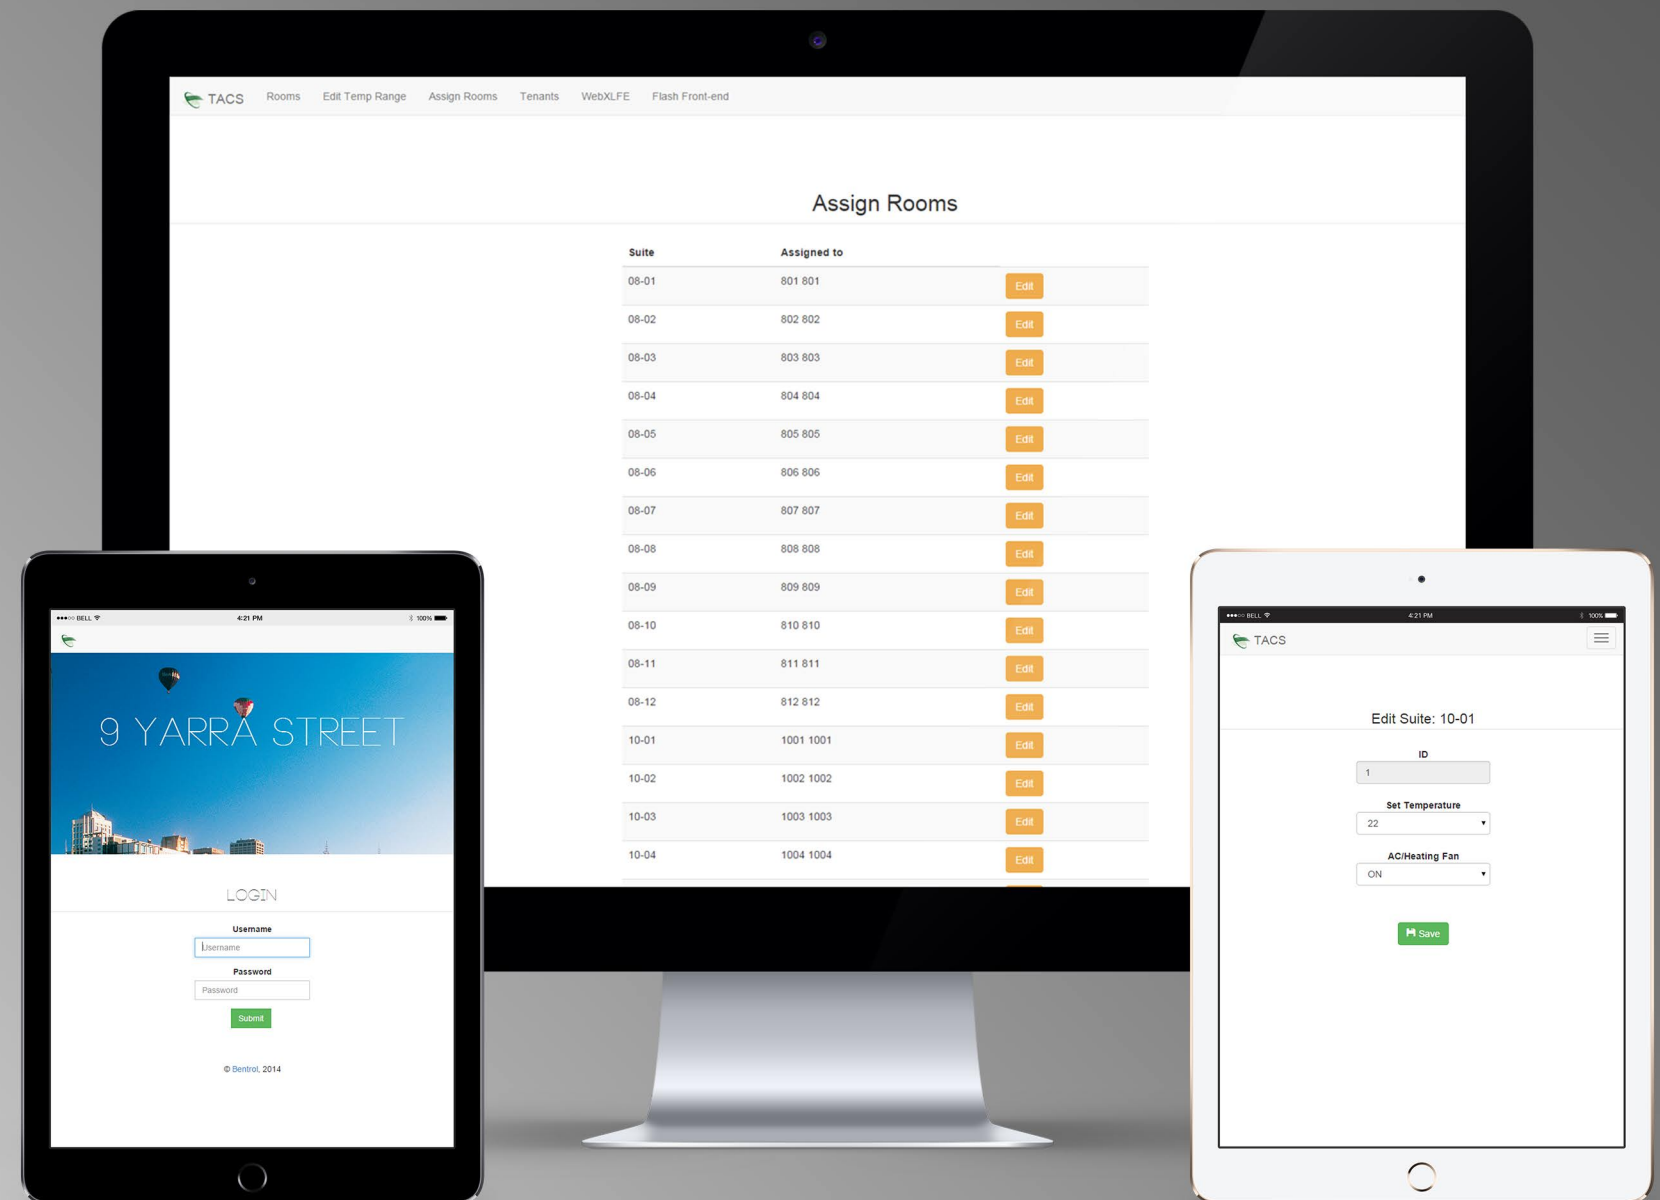 TACS Rooms Edit Temp Range Assign Rooms Tenants WebXLFE Flash Front-end
Assign Rooms
Suite Assigned to
08-01 801 801 Edit
08-02 802 802 Edit
08-03 803 803 Edit
08-04 804 804 Edit
08-05 805 805 Edit
08-06 806 806 Edit
08-07 807 807 Edit
08-08 808 808 Edit
08-09 809 809 Edit
08-10 810 810 Edit
08-11 811 811 Edit
08-12 812 812 Edit
10-01 1001 1001 Edit
10-02 1002 1002 Edit
10-03 1003 1003 Edit
10-04 1004 1004 Edit
BELL 4:21 PM 100%
9 YARRA STREET
LOGIN
Username
Username
Password
Password
Submit
© Bentrol, 2014
BELL 4:21 PM 100%
TACS
Edit Suite: 10-01
ID
1
Set Temperature
22
AC/Heating Fan
ON
Save